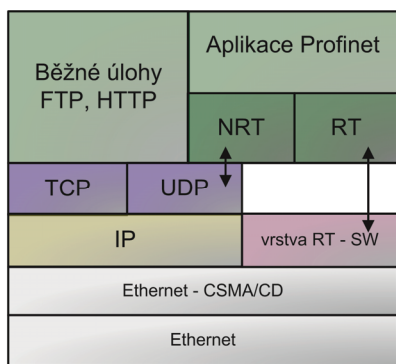 Běžné úlohy
FTP, HTTP
Aplikace Profinet
NRT
RT
TCP
UDP
IP
vrstva RT - SW
Ethernet - CSMA/CD
Ethernet